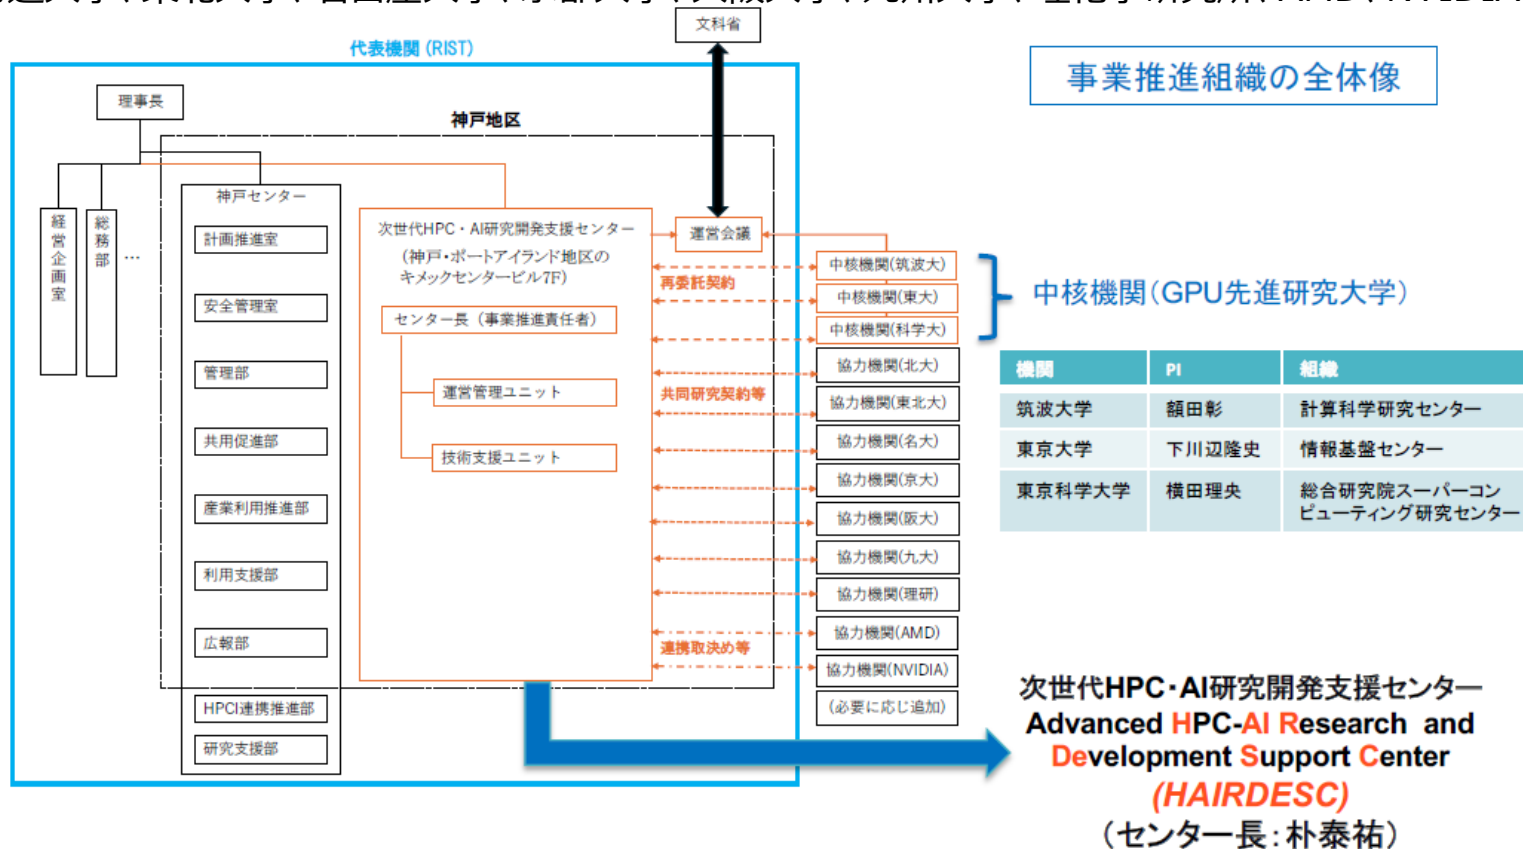 文科省
代表機関 (RIST)
事業推進組織の全体像
理事長
神戸地区
経営企画室
総務部
…
神戸センター
計画推進室
安全管理室
管理部
共用促進部
産業利用推進部
利用支援部
広報部
HPCI連携推進部
研究支援部
次世代HPC・AI研究開発支援センター
(神戸・ポートアイランド地区の
キメックセンタービル7F)
センター長（事業推進責任者）
運営管理ユニット
技術支援ユニット
運営会議
再委託契約
共同研究契約等
連携取決め等
中核機関(筑波大)
中核機関(東大)
中核機関(科学大)
協力機関(北大)
協力機関(東北大)
協力機関(名大)
協力機関(京大)
協力機関(阪大)
協力機関(九大)
協力機関(理研)
協力機関(AMD)
協力機関(NVIDIA)
(必要に応じ追加)
中核機関（GPU先進研究大学）
機関 PI 組織
筑波大学 額田彰 計算科学研究センター
東京大学 下川辺隆史 情報基盤センター
東京科学大学 横田理央 総合研究院スーパーコン
ピューティング研究センター
次世代HPC・AI研究開発支援センター
Advanced HPC-AI Research and
Development Support Center
(HAIRDESC)
（センター長：朴泰祐）